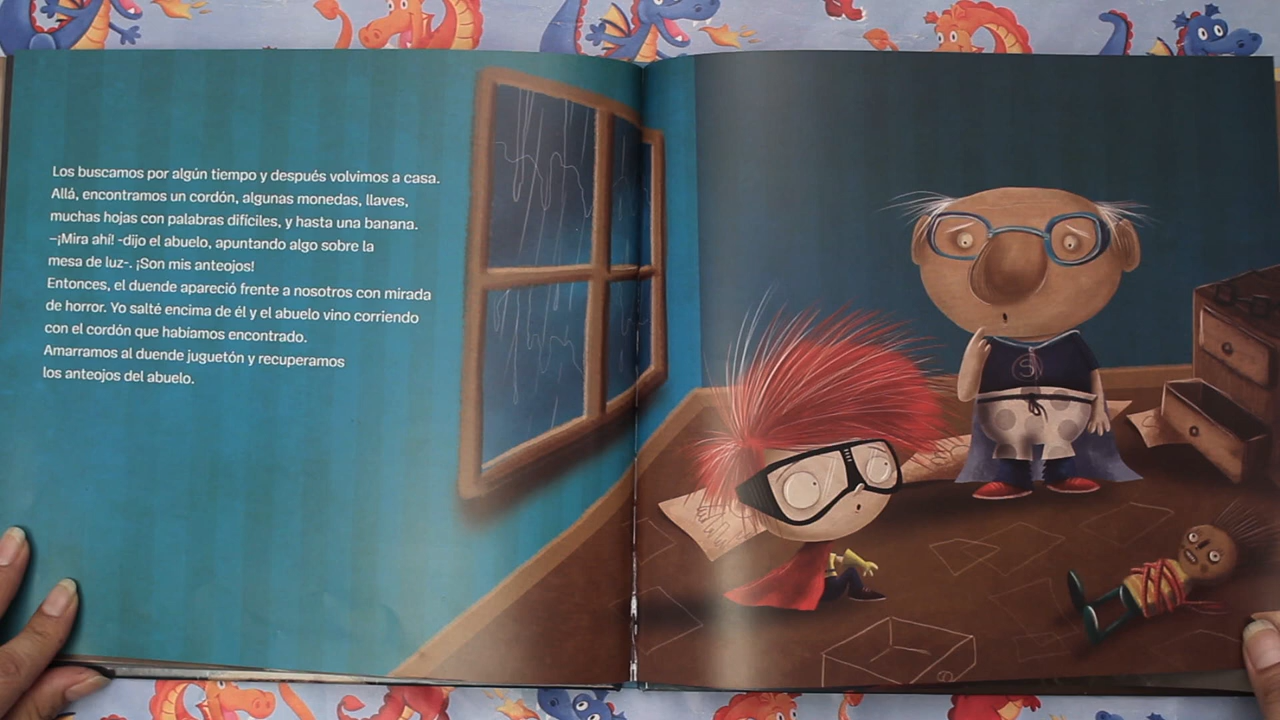 Los buscamos por algún tiempo y después volvimos a casa.
Allá, encontramos un cordón, algunas monedas, llaves,
muchas hojas con palabras difíciles, y hasta una banana.
–¡Mira ahí! -dijo el abuelo, apuntando algo sobre la
mesa de luz-. ¡Son mis anteojos!
Entonces, el duende apareció frente a nosotros con mirada
de horror. Yo salté encima de él y el abuelo vino corriendo
con el cordón que habíamos encontrado.
Amarramos al duende juguetón y recuperamos
los anteojos del abuelo.
S